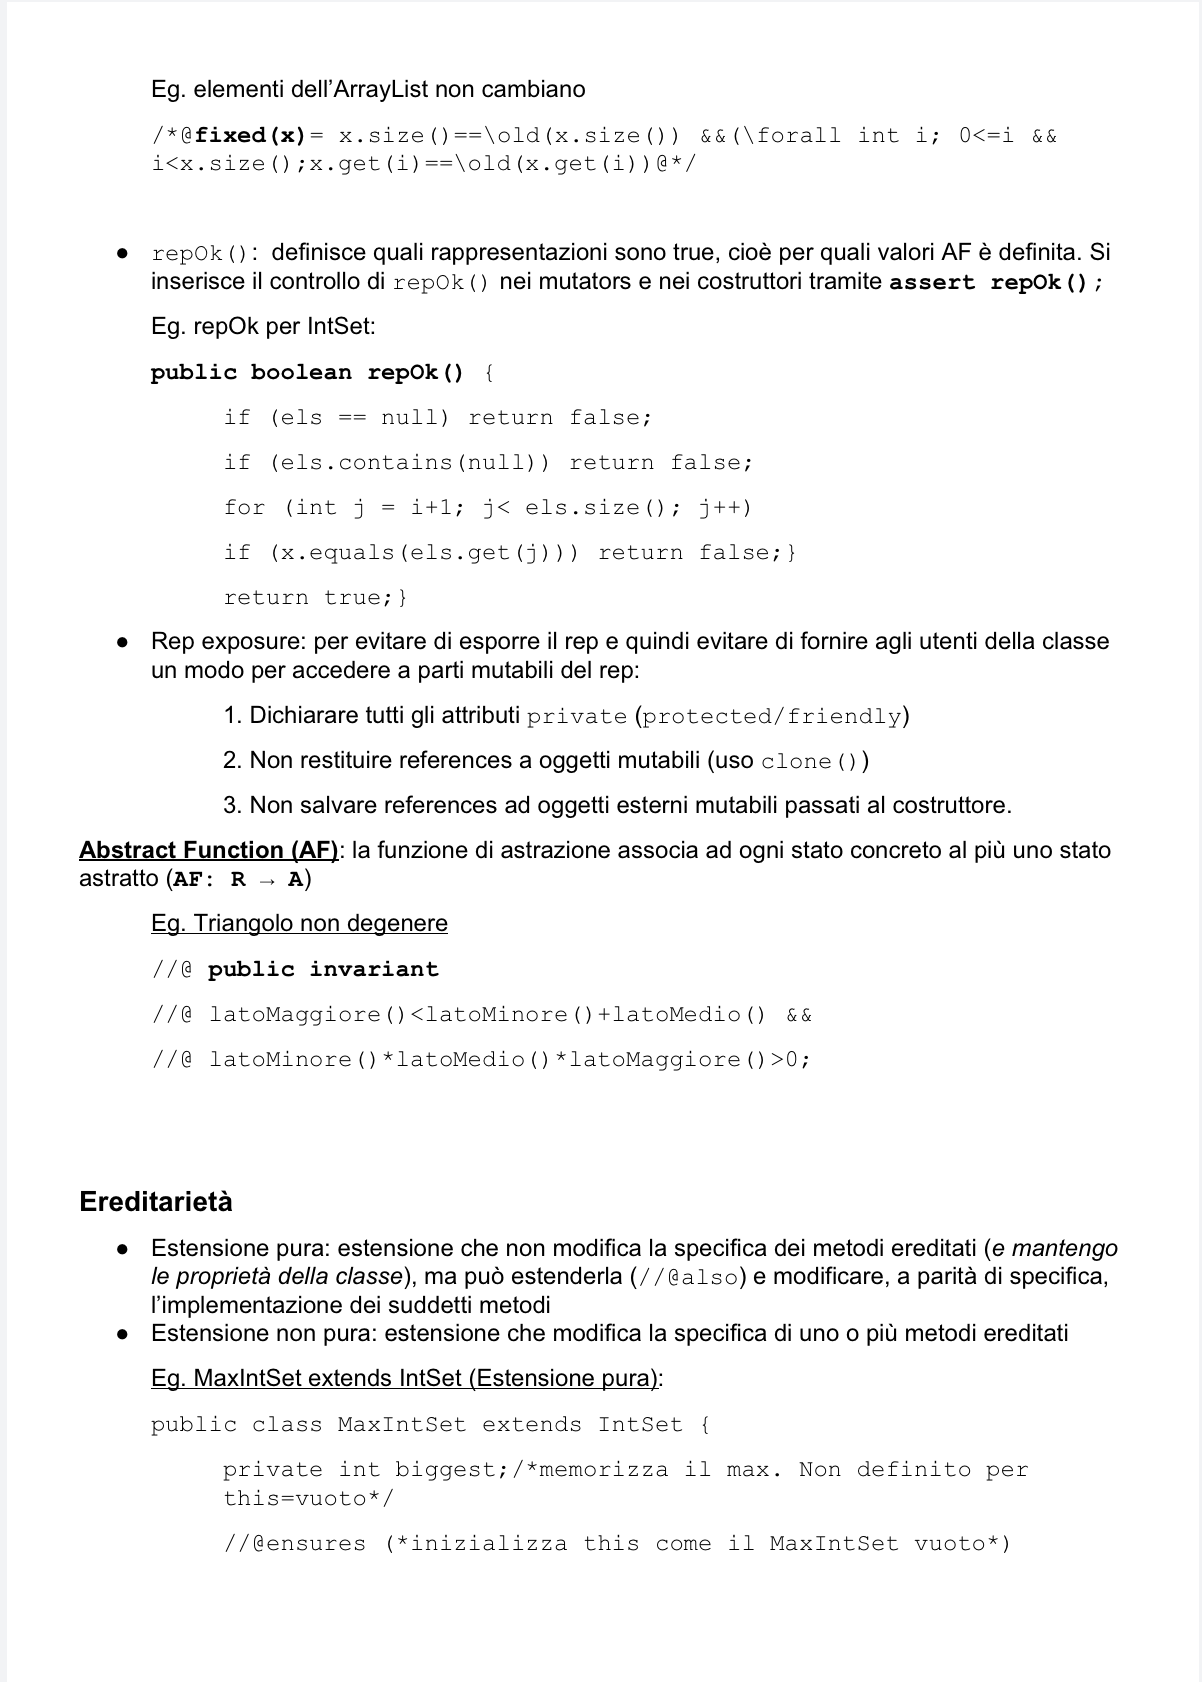 Eg. elementi dell'ArrayList non cambiano
/*@fixed(x)= x.size()==\old(x.size()) &&(\forall int i; 0<=i &&
i<x.size();x.get(i)==\old(x.get(i))@*/
● repOk(): definisce quali rappresentazioni sono true, cioè per quali valori AF è definita. Si
inserisce il controllo di repOk() nei mutators e nei costruttori tramite assert repOk();
Eg. repOk per IntSet:
public boolean repOk() {
if (els == null) return false;
if (els.contains(null)) return false;
for (int j = i+1; j< els.size(); j++)
if (x.equals(els.get(j))) return false;}
return true;}
● Rep exposure: per evitare di esporre il rep e quindi evitare di fornire agli utenti della classe
un modo per accedere a parti mutabili del rep:
1. Dichiarare tutti gli attributi private (protected/friendly)
2. Non restituire references a oggetti mutabili (uso clone())
3. Non salvare references ad oggetti esterni mutabili passati al costruttore.
Abstract Function (AF): la funzione di astrazione associa ad ogni stato concreto al più uno stato
astratto (AF: R → A)
Eg. Triangolo non degenere
//@ public invariant
//@ latoMaggiore()<latoMinore()+latoMedio() &&
//@ latoMinore()*latoMedio()*latoMaggiore()>0;
Ereditarietà
● Estensione pura: estensione che non modifica la specifica dei metodi ereditati (e mantengo
le proprietà della classe), ma può estenderla (//@also) e modificare, a parità di specifica,
l'implementazione dei suddetti metodi
● Estensione non pura: estensione che modifica la specifica di uno o più metodi ereditati
Eg. MaxIntSet extends IntSet (Estensione pura):
public class MaxIntSet extends IntSet {
private int biggest;/*memorizza il max. Non definito per
this=vuoto*/
//@ensures (*inizializza this come il MaxIntSet vuoto*)